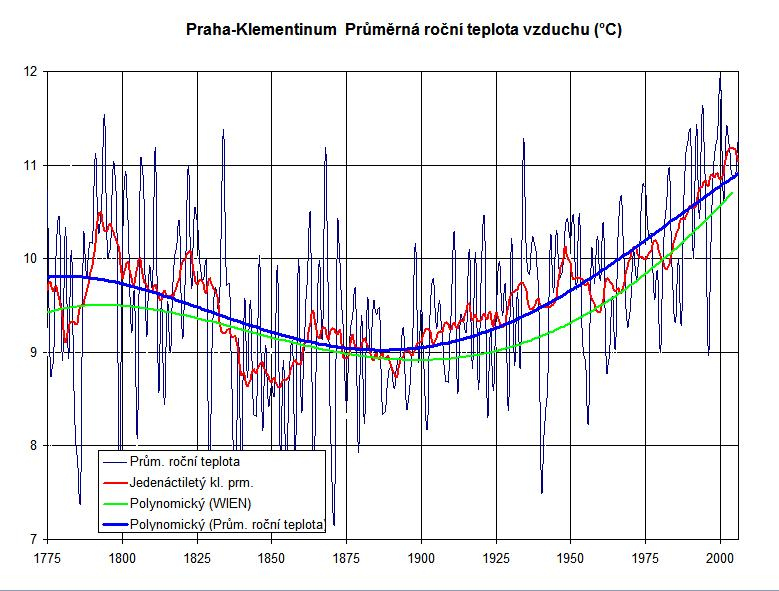 Praha-Klementinum Průměrná roční teplota vzduchu (°C)
12
11
10
9
8
7
Prům. roční teplota
Jedenáctiletý kl. prm.
Polynomický (WIEN)
Polynomický (Prům. roční teplota)
1775 1800 1825 1850 1875 1900 1925 1950 1975 2000